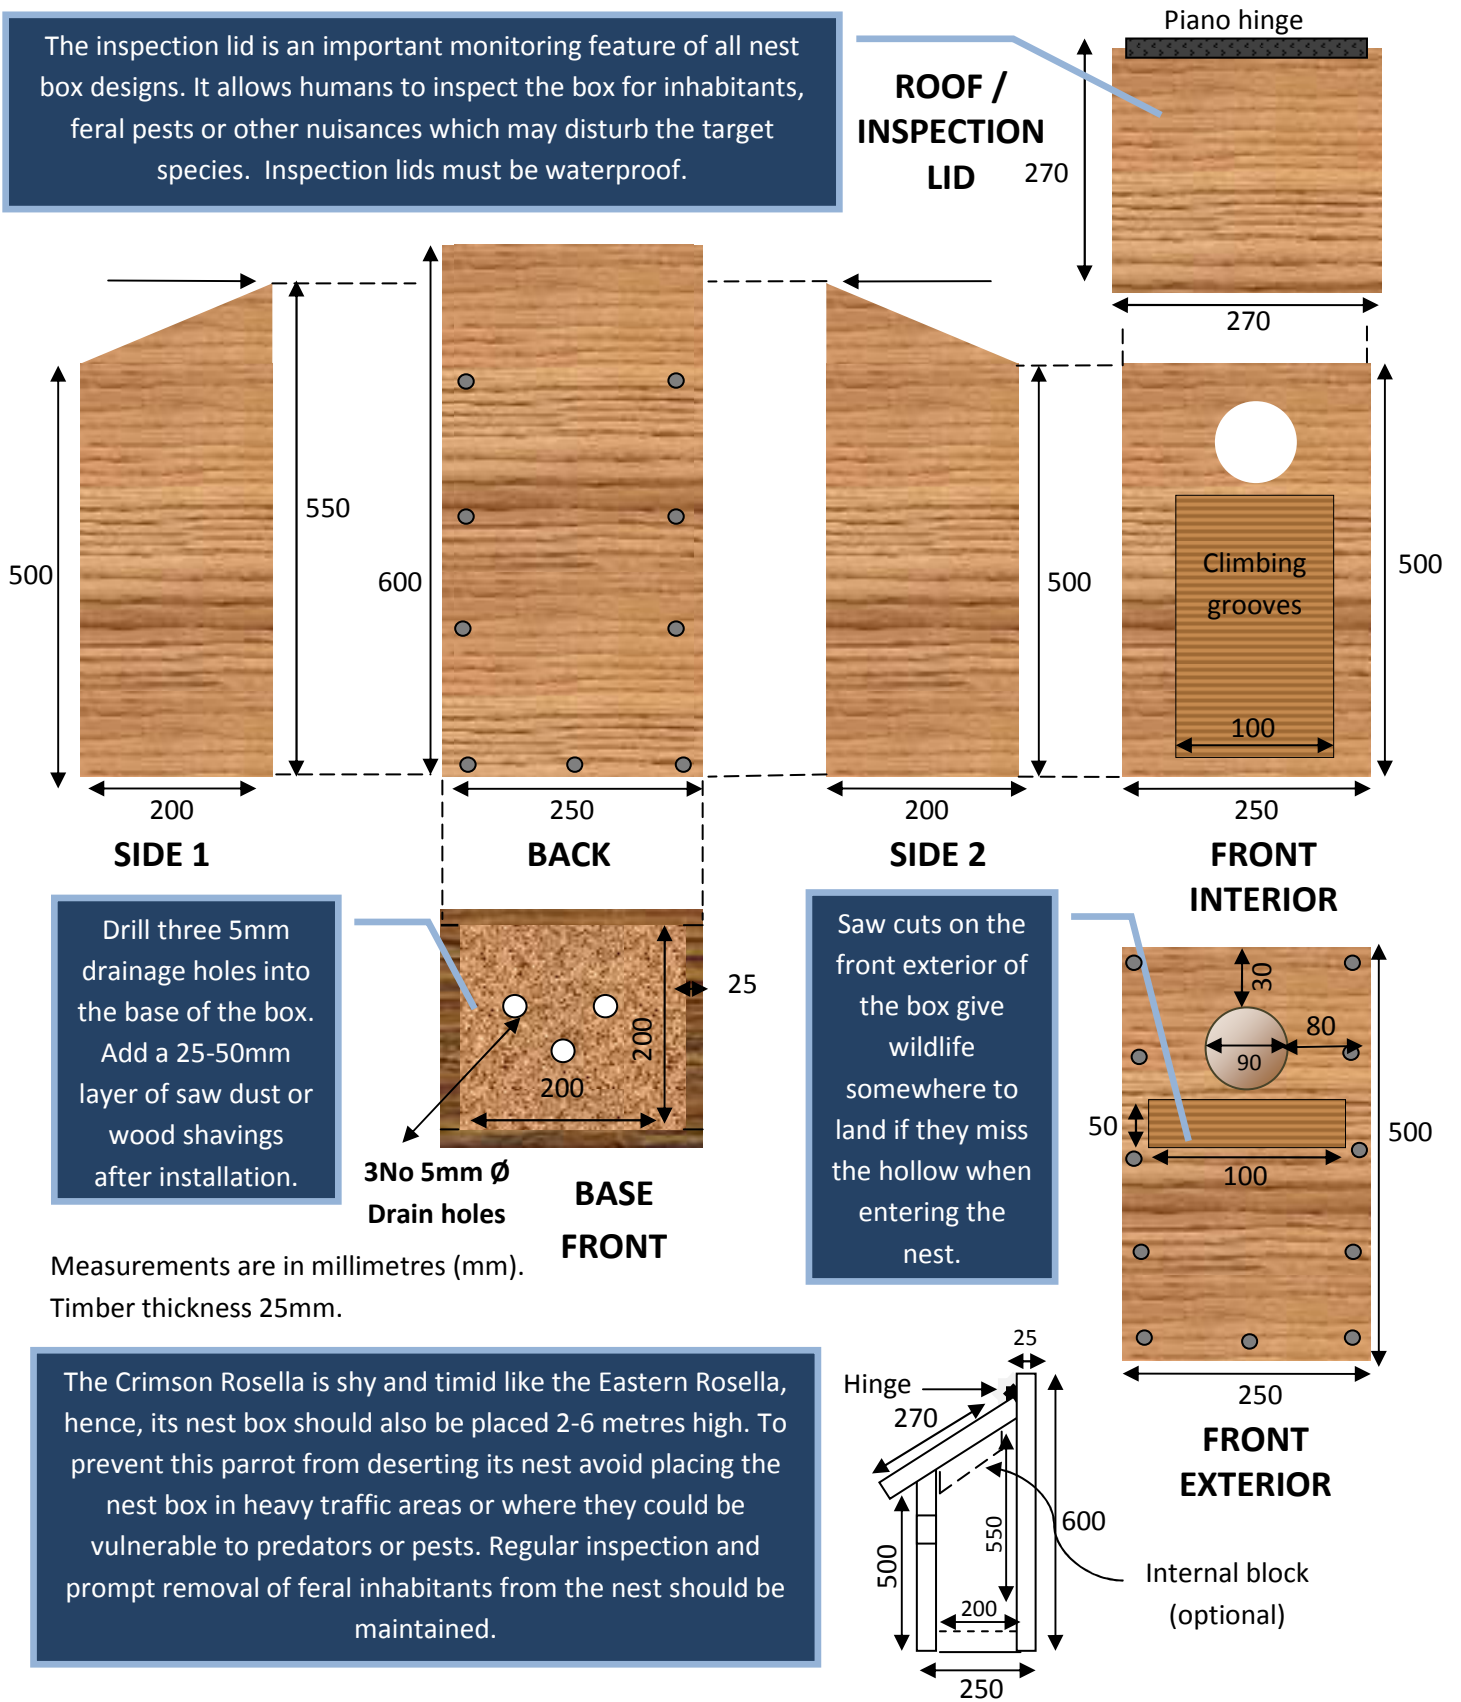 Piano hinge
The inspection lid is an important monitoring feature of all nest
box designs. It allows humans to inspect the box for inhabitants,
feral pests or other nuisances which may disturb the target
species.  Inspection lids must be waterproof.
ROOF /
INSPECTION
LID
270
270
500
550
600
500
Climbing
grooves
100
500
200
250
200
250
SIDE 1
BACK
SIDE 2
FRONT
INTERIOR
Drill three 5mm
drainage holes into
the base of the box.
Add a 25-50mm
layer of saw dust or
wood shavings
after installation.
25
200
200
3No 5mm Ø
Drain holes
BASE
FRONT
Saw cuts on the
front exterior of
the box give
wildlife
somewhere to
land if they miss
the hollow when
entering the
nest.
30
80
90
50
100
500
250
FRONT
EXTERIOR
Measurements are in millimetres (mm).
Timber thickness 25mm.
The Crimson Rosella is shy and timid like the Eastern Rosella,
hence, its nest box should also be placed 2-6 metres high. To
prevent this parrot from deserting its nest avoid placing the
nest box in heavy traffic areas or where they could be
vulnerable to predators or pests. Regular inspection and
prompt removal of feral inhabitants from the nest should be
maintained.
25
Hinge
270
500
550
600
200
250
Internal block
(optional)